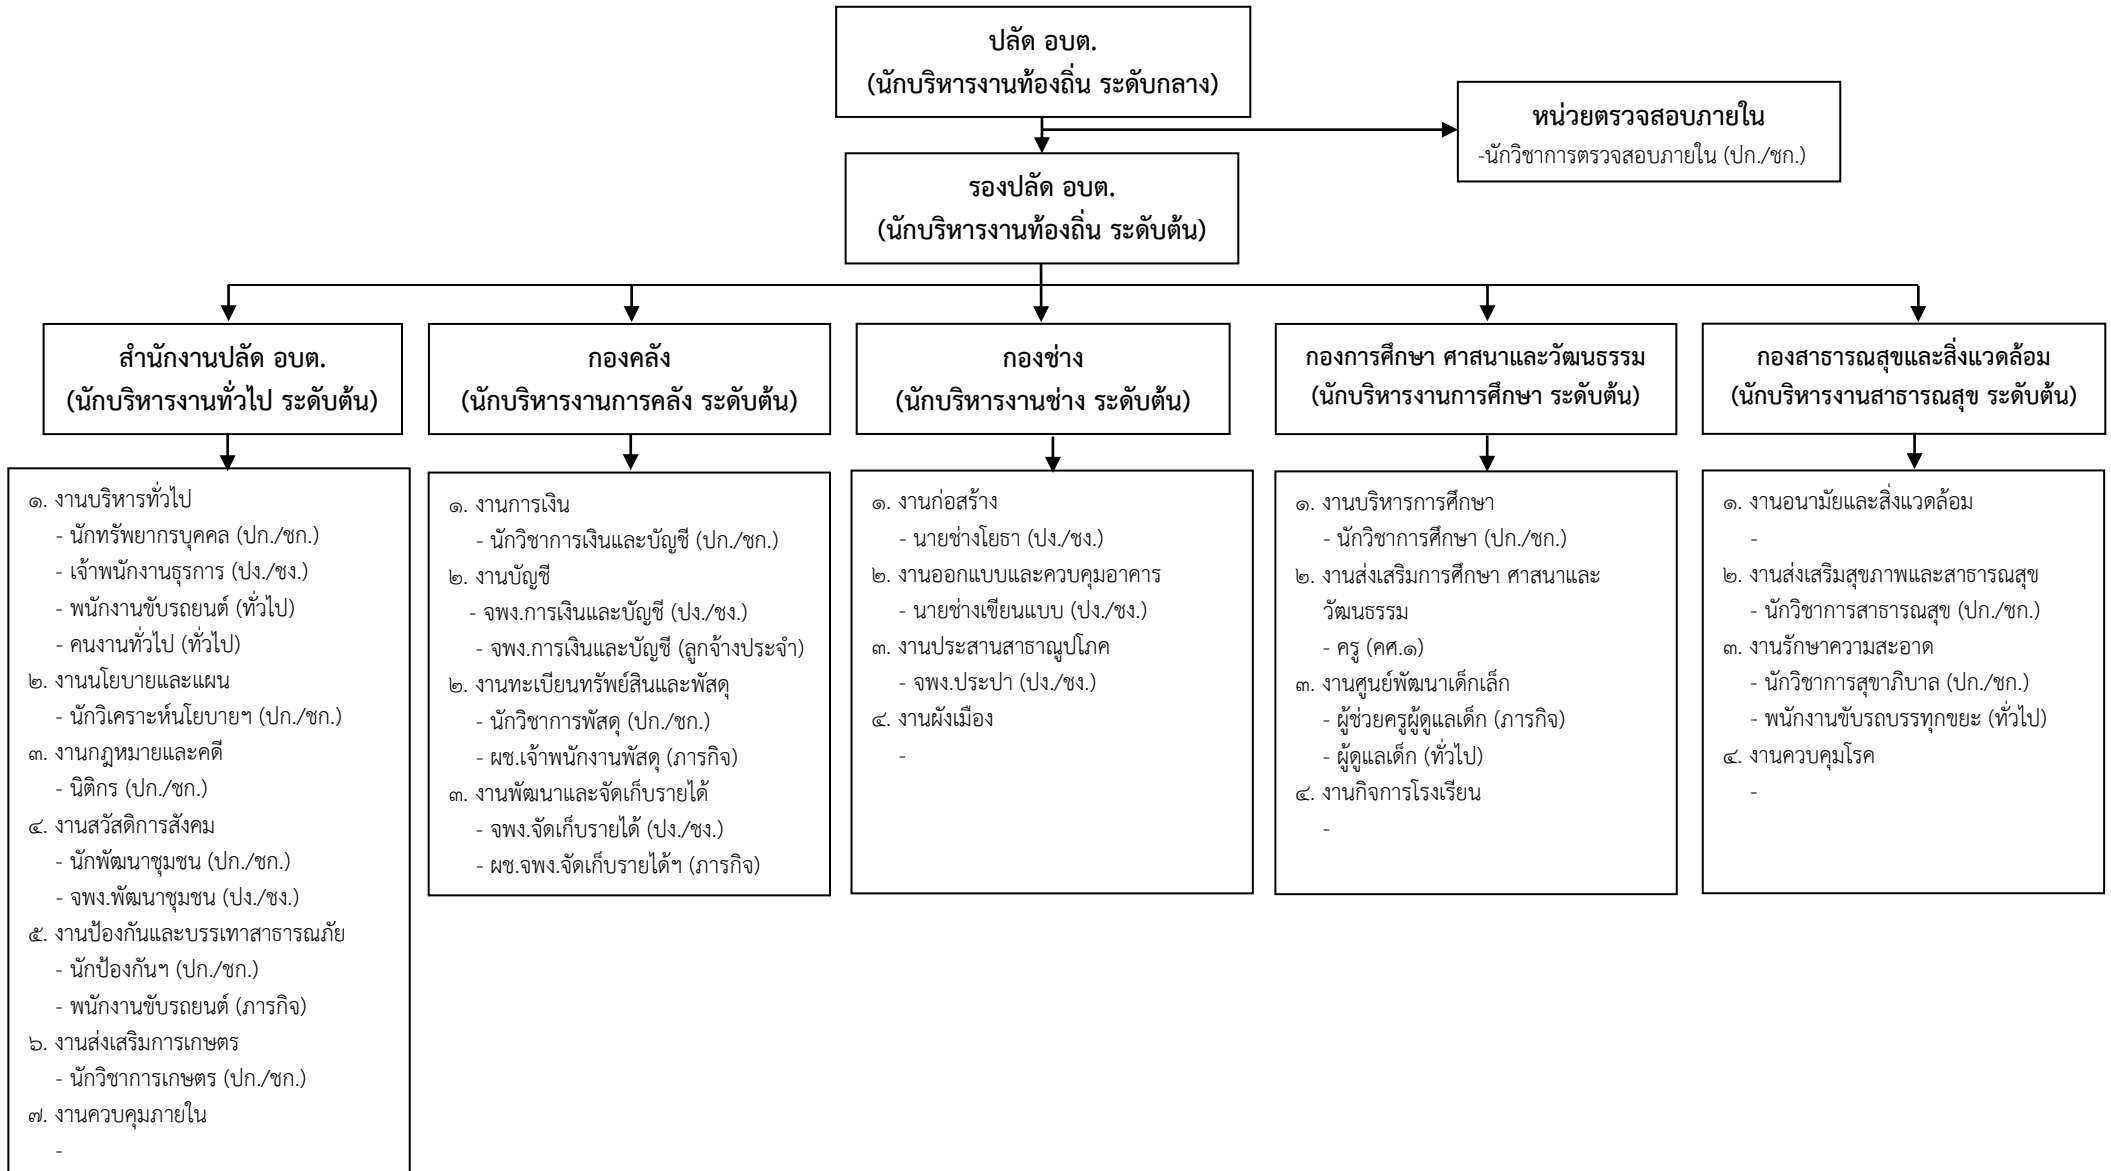 ปลัด อบต.
(นักบริหารงานท้องถิ่น ระดับกลาง)
หน่วยตรวจสอบภายใน
-นักวิชาการตรวจสอบภายใน (ปก./ชก.)
รองปลัด อบต.
(นักบริหารงานท้องถิ่น ระดับต้น)
สำนักงานปลัด อบต.
(นักบริหารงานทั่วไป ระดับต้น)
กองคลัง
(นักบริหารงานการคลัง ระดับต้น)
กองช่าง
(นักบริหารงานช่าง ระดับต้น)
กองการศึกษา ศาสนาและวัฒนธรรม
(นักบริหารงานการศึกษา ระดับต้น)
กองสาธารณสุขและสิ่งแวดล้อม
(นักบริหารงานสาธารณสุข ระดับต้น)
๑. งานบริหารทั่วไป
- นักทรัพยากรบุคคล (ปก./ชก.)
- เจ้าพนักงานธุรการ (ปง./ชง.)
- พนักงานขับรถยนต์ (ทั่วไป)
- คนงานทั่วไป (ทั่วไป)
๒. งานนโยบายและแผน
- นักวิเคราะห์นโยบายฯ (ปก./ชก.)
๓. งานกฎหมายและคดี
- นิติกร (ปก./ชก.)
๔. งานสวัสดิการสังคม
- นักพัฒนาชุมชน (ปก./ชก.)
- จพง.พัฒนาชุมชน (ปง./ชง.)
๕. งานป้องกันและบรรเทาสาธารณภัย
- นักป้องกันฯ (ปก./ชก.)
- พนักงานขับรถยนต์ (ภารกิจ)
๖. งานส่งเสริมการเกษตร
- นักวิชาการเกษตร (ปก./ชก.)
๗. งานควบคุมภายใน
-
๑. งานการเงิน
- นักวิชาการเงินและบัญชี (ปก./ชก.)
๒. งานบัญชี
- จพง.การเงินและบัญชี (ปง./ชง.)
- จพง.การเงินและบัญชี (ลูกจ้างประจำ)
๒. งานทะเบียนทรัพย์สินและพัสดุ
- นักวิชาการพัสดุ (ปก./ชก.)
- ผช.เจ้าพนักงานพัสดุ (ภารกิจ)
๓. งานพัฒนาและจัดเก็บรายได้
- จพง.จัดเก็บรายได้ (ปง./ชง.)
- ผช.จพง.จัดเก็บรายได้ฯ (ภารกิจ)
๑. งานก่อสร้าง
- นายช่างโยธา (ปง./ชง.)
๒. งานออกแบบและควบคุมอาคาร
- นายช่างเขียนแบบ (ปง./ชง.)
๓. งานประสานสาธาณูปโภค
- จพง.ประปา (ปง./ชง.)
๔. งานผังเมือง
-
๑. งานบริหารการศึกษา
- นักวิชาการศึกษา (ปก./ชก.)
๒. งานส่งเสริมการศึกษา ศาสนาและ
วัฒนธรรม
- ครู (คศ.๑)
๓. งานศูนย์พัฒนาเด็กเล็ก
- ผู้ช่วยครูผู้ดูแลเด็ก (ภารกิจ)
- ผู้ดูแลเด็ก (ทั่วไป)
๔. งานกิจการโรงเรียน
-
๑. งานอนามัยและสิ่งแวดล้อม
-
๒. งานส่งเสริมสุขภาพและสาธารณสุข
- นักวิชาการสาธารณสุข (ปก./ชก.)
๓. งานรักษาความสะอาด
- นักวิชาการสุขาภิบาล (ปก./ชก.)
- พนักงานขับรถบรรทุกขยะ (ทั่วไป)
๔. งานควบคุมโรค
-